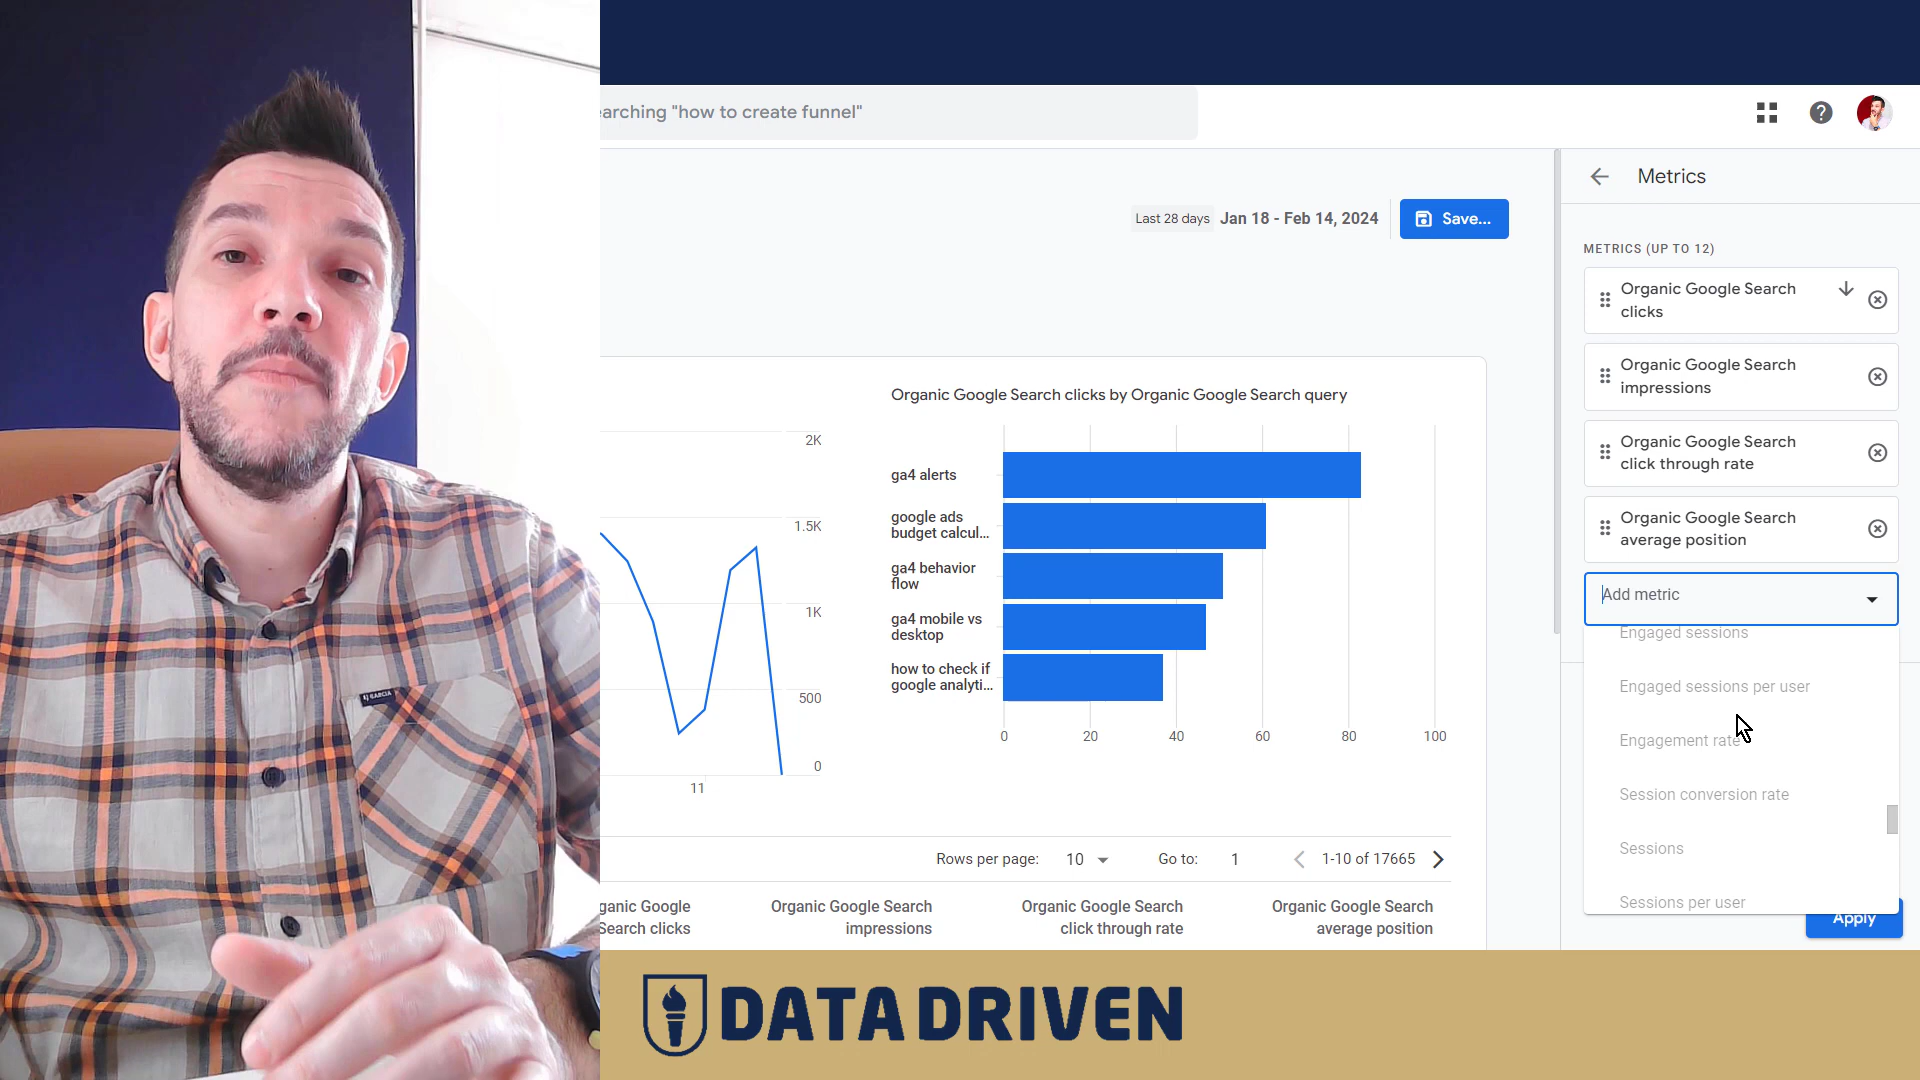 arching "how to create funnel"
Last 28 days Jan 18 - Feb 14, 2024
Save...
Metrics
METRICS (UP TO 12)
Organic Google Search
clicks
Organic Google Search
impressions
Organic Google Search
click through rate
Organic Google Search
average position
Add metric
Engaged sessions
Engaged sessions per user
Engagement rate
Session conversion rate
Sessions
Sessions per user
Apply
2K
1.5K
1K
500
0
11
Organic Google Search clicks by Organic Google Search query
ga4 alerts
google ads
budget calcul...
ga4 behavior
flow
ga4 mobile vs
desktop
how to check if
google analyti...
0 20 40 60 80 100
Rows per page: 10 Go to: 1 1-10 of 17665
ganic Google
Search clicks
Organic Google Search
impressions
Organic Google Search
click through rate
Organic Google Search
average position
GARCIA
DATA DRIVEN